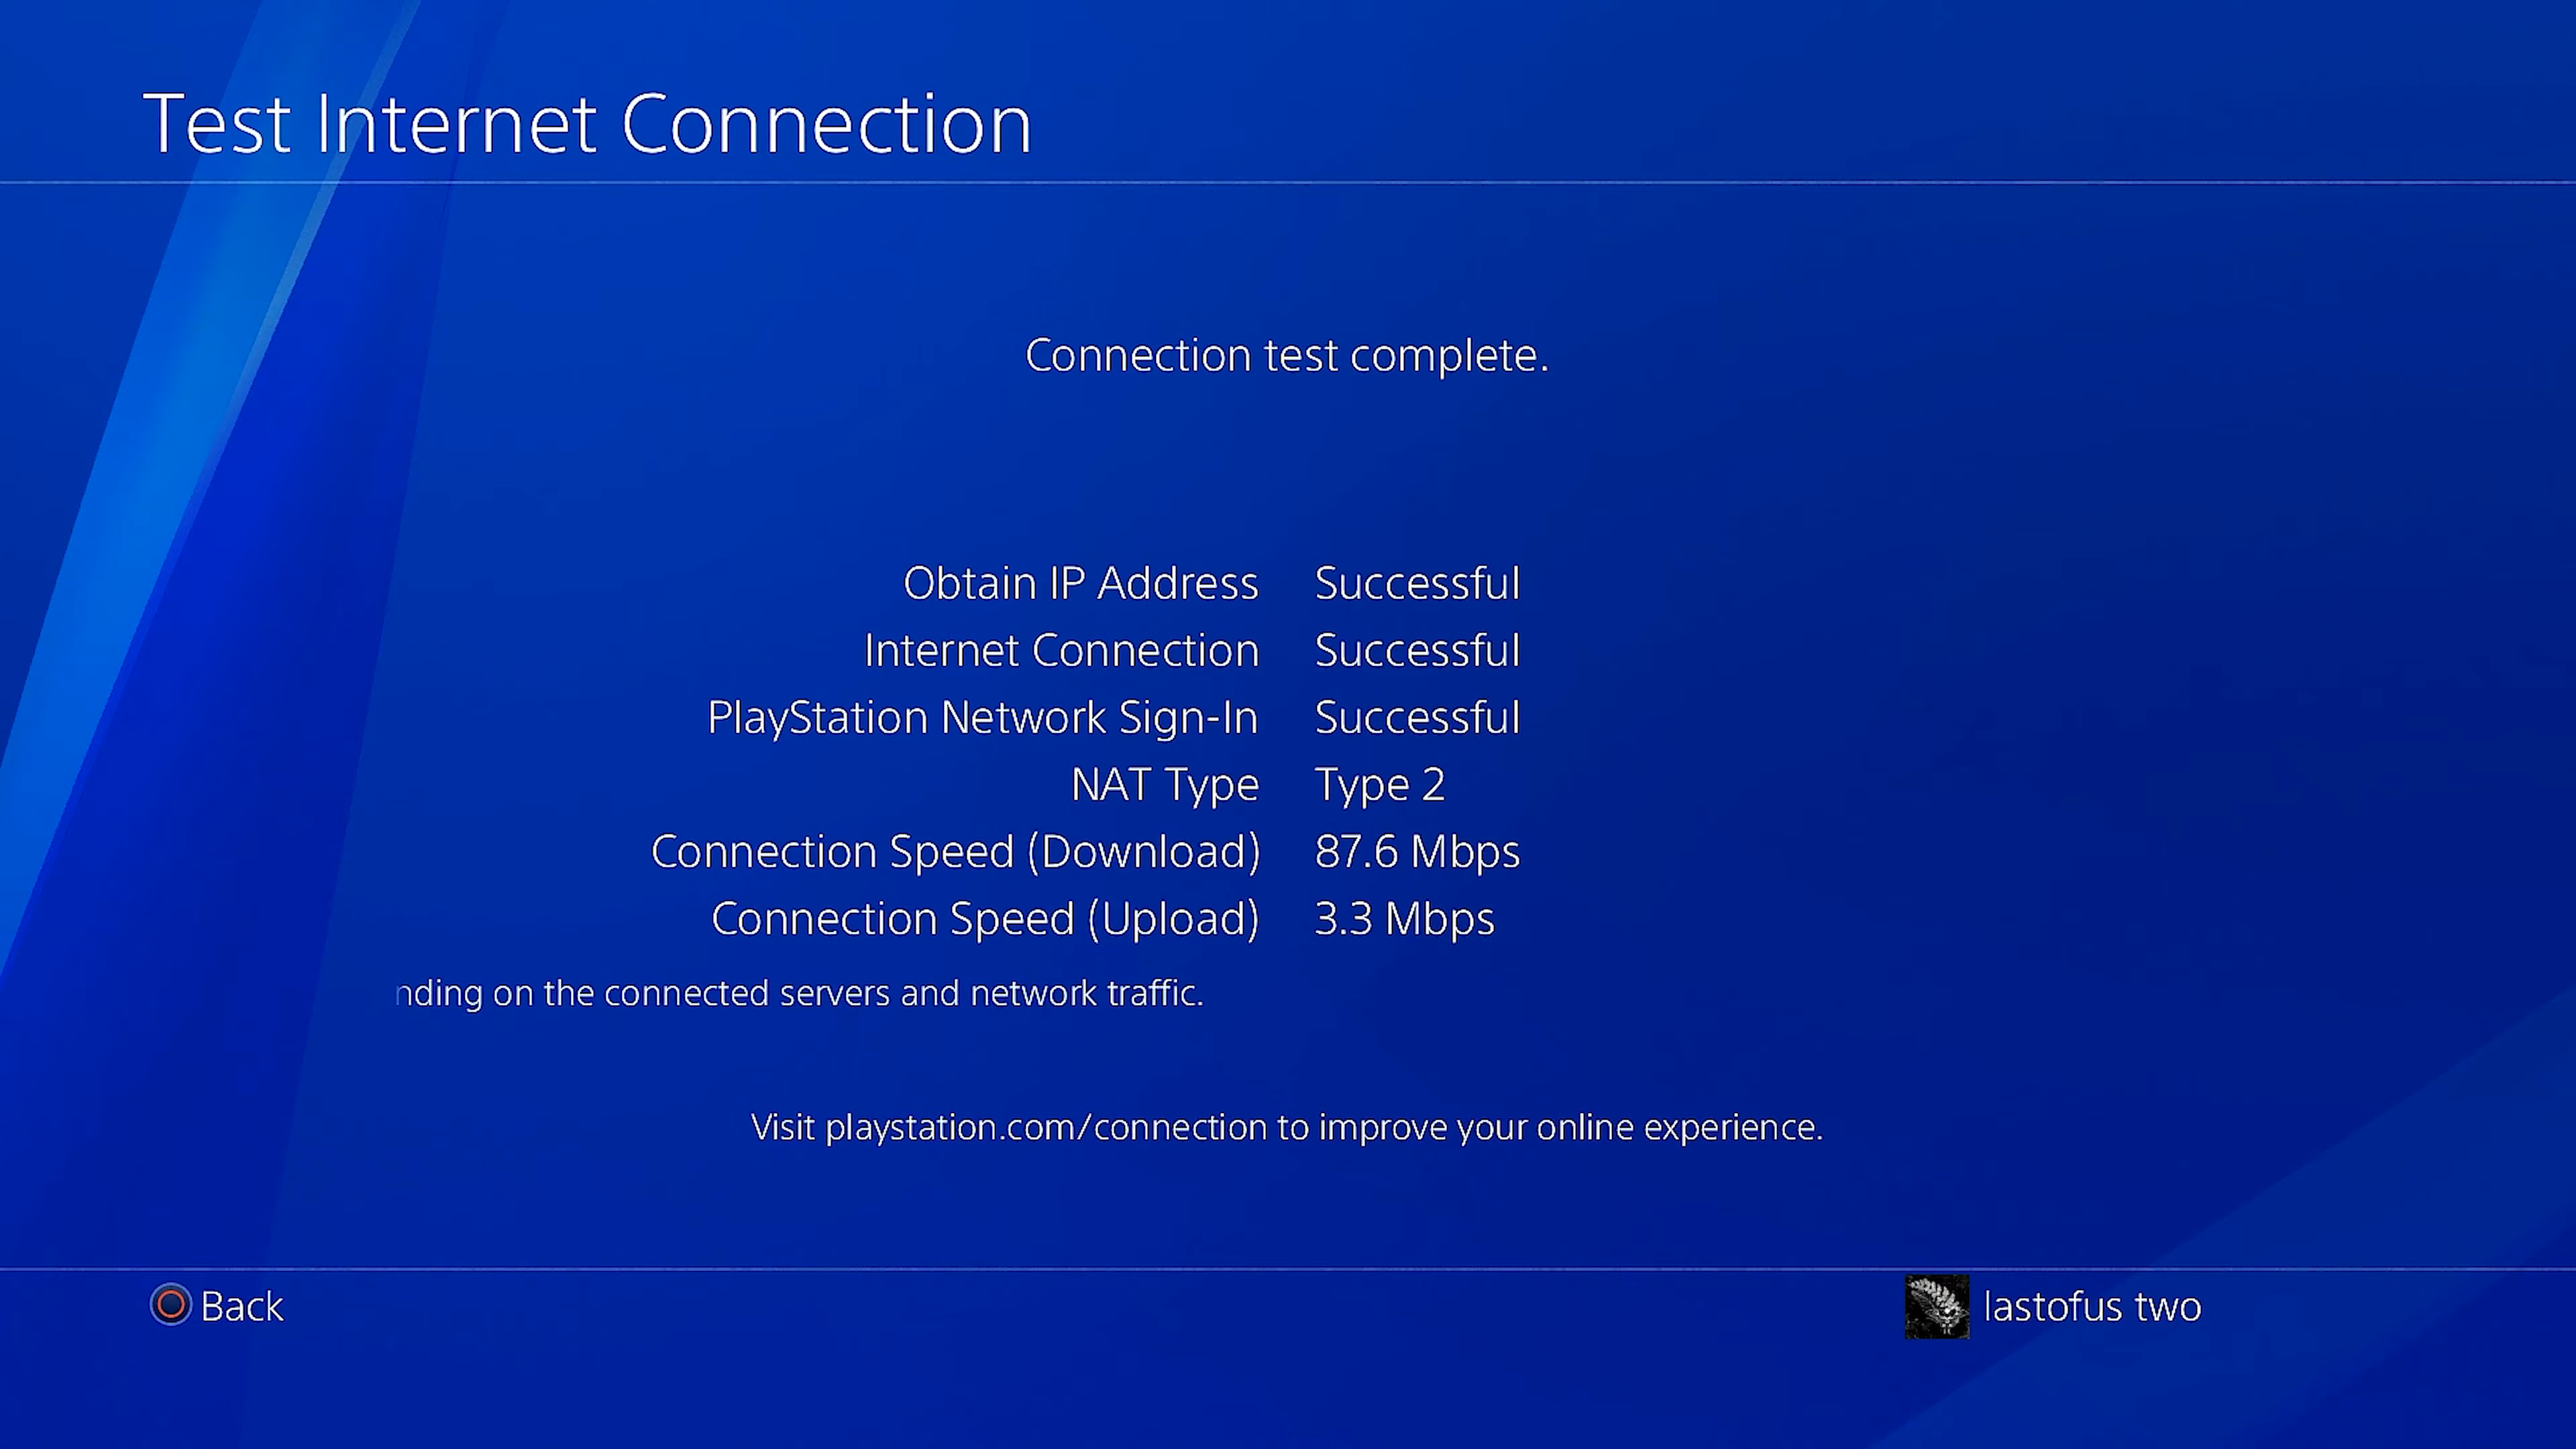 Test Internet Connection
Connection test complete.
Obtain IP Address Successful
Internet Connection Successful
PlayStation Network Sign-In Successful
NAT Type Type 2
Connection Speed (Download) 87.6 Mbps
Connection Speed (Upload) 3.3 Mbps
nding on the connected servers and network traffic.
Visit playstation.com/connection to improve your online experience.
Back
lastofus two